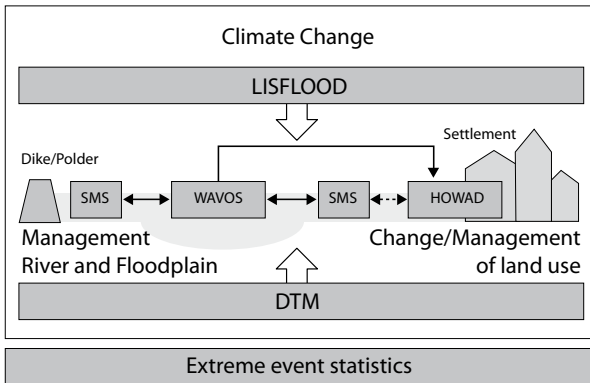 Climate Change
LISFLOOD
Settlement
Dike/Polder
SMS
WAVOS
SMS
HOWAD
Management
River and Floodplain
Change/Management
of land use
DTM
Extreme event statistics